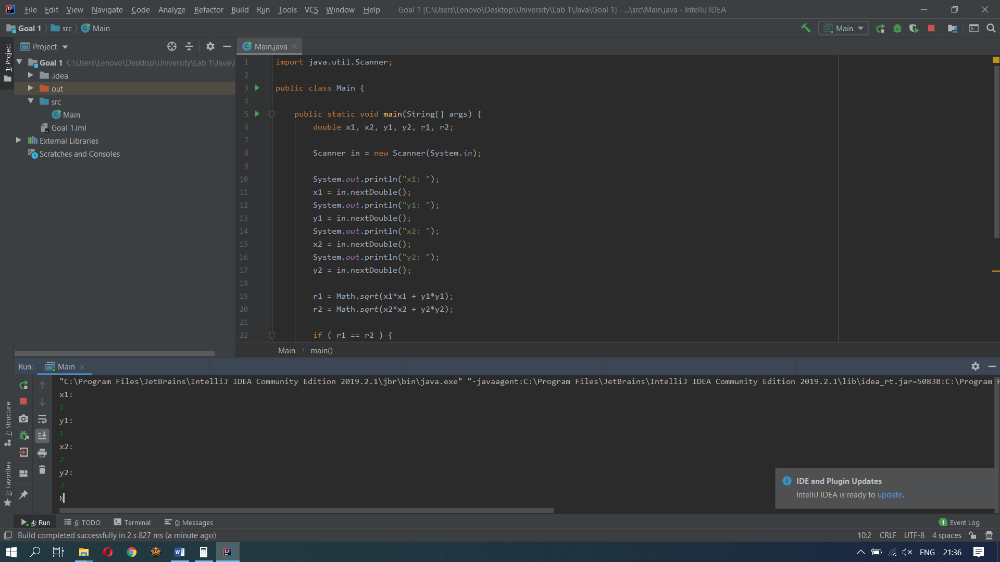 File Edit View Navigate Code Analyze Refactor Build Run Tools VCS Window Help Goal 1 [C:\Users\Lenovo\Desktop\University\Lab 1\Java\Goal 1] - ...\src\Main.java - IntelliJ IDEA
Goal 1 src Main
Main
Project
Main.java
1: Project
Goal 1 C:\Users\Lenovo\Desktop\University\Lab 1\Java\
.idea
out
src
Main
Goal 1.iml
External Libraries
Scratches and Consoles
1 import java.util.Scanner;
2
3 public class Main {
4
5 public static void main(String[] args) {
6 double x1, x2, y1, y2, r1, r2;
7
8 Scanner in = new Scanner(System.in);
9
10 System.out.println("x1: ");
11 x1 = in.nextDouble();
12 System.out.println("y1: ");
13 y1 = in.nextDouble();
14 System.out.println("x2: ");
15 x2 = in.nextDouble();
16 System.out.println("y2: ");
17 y2 = in.nextDouble();
18
19 r1 = Math.sqrt(x1*x1 + y1*y1);
20 r2 = Math.sqrt(x2*x2 + y2*y2);
21
22 if ( r1 == r2 ) {
Main main()
Run: Main
"C:\Program Files\JetBrains\IntelliJ IDEA Community Edition 2019.2.1\jbr\bin\java.exe" "-javaagent:C:\Program Files\JetBrains\IntelliJ IDEA Community Edition 2019.2.1\lib\idea_rt.jar=50838:C:\Program F
x1:
1
y1:
1
x2:
2
y2:
3
N
7: Structure
2: Favorites
IDE and Plugin Updates
IntelliJ IDEA is ready to update.
4: Run 6: TODO Terminal 0: Messages 1 Event Log
Build completed successfully in 2 s 827 ms (a minute ago) 10:2 CRLF UTF-8 4 spaces
ENG 21:36